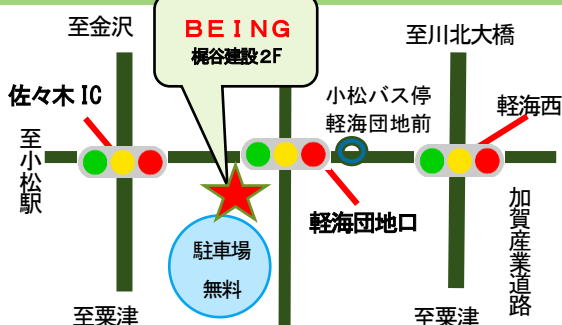 至金沢
BEING
梶谷建設2F
至川北大橋
佐々木IC
小松バス停
軽海団地前
軽海西
至小松駅
軽海団地口
駐車場
無料
加賀産業道路
至粟津
至粟津